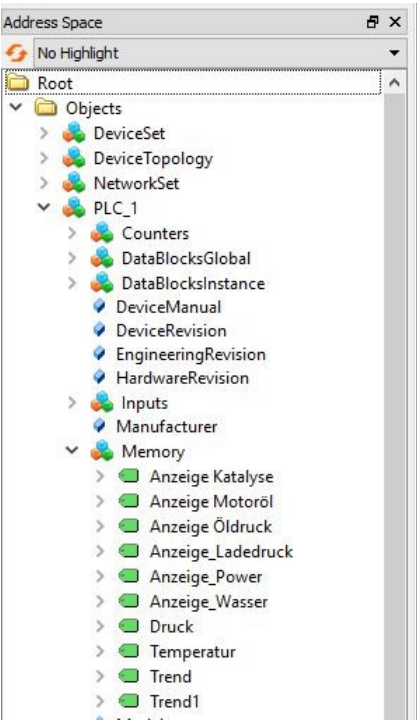 Address Space
No Highlight
Root
Objects
DeviceSet
DeviceTopology
NetworkSet
PLC_1
Counters
DataBlocksGlobal
DataBlocksInstance
DeviceManual
DeviceRevision
EngineeringRevision
HardwareRevision
Inputs
Manufacturer
Memory
Anzeige Katalyse
Anzeige Motoröl
Anzeige Öldruck
Anzeige_Ladedruck
Anzeige_Power
Anzeige_Wasser
Druck
Temperatur
Trend
Trend1